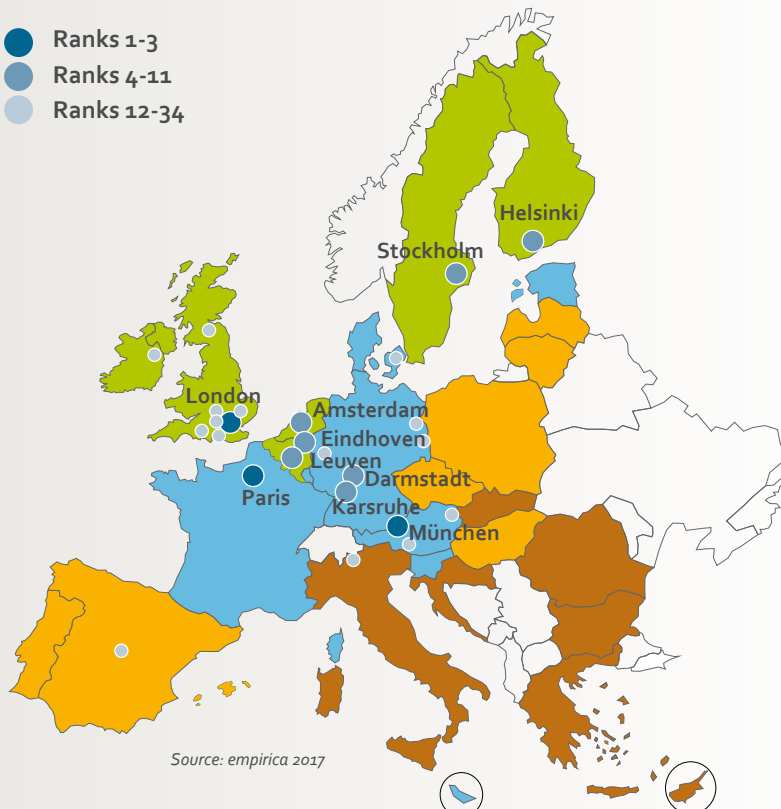 Ranks 1-3
Ranks 4-11
Ranks 12-34
Helsinki
Stockholm
London
Amsterdam
Eindhoven
Leuven
Darmstadt
Paris
Karsruhe
München
Source: empirica 2017